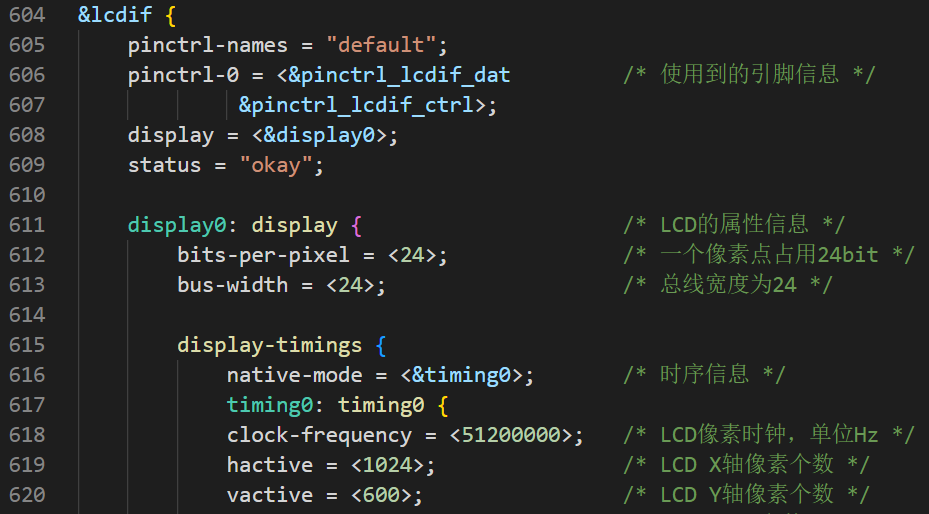 604 &lcdif {
605     pinctrl-names = "default";
606     pinctrl-0 = <&pinctrl_lcdif_dat         /* 使用到的引脚信息 */
607              &pinctrl_lcdif_ctrl>;
608     display = <&display0>;
609     status = "okay";
610
611     display0: display {                     /* LCD的属性信息 */
612         bits-per-pixel = <24>;              /* 一个像素点占用24bit */
613         bus-width = <24>;                   /* 总线宽度为24 */
614
615         display-timings {
616             native-mode = <&timing0>;       /* 时序信息 */
617             timing0: timing0 {
618             clock-frequency = <51200000>;   /* LCD像素时钟，单位Hz */
619             hactive = <1024>;               /* LCD X轴像素个数 */
620             vactive = <600>;                /* LCD Y轴像素个数 */